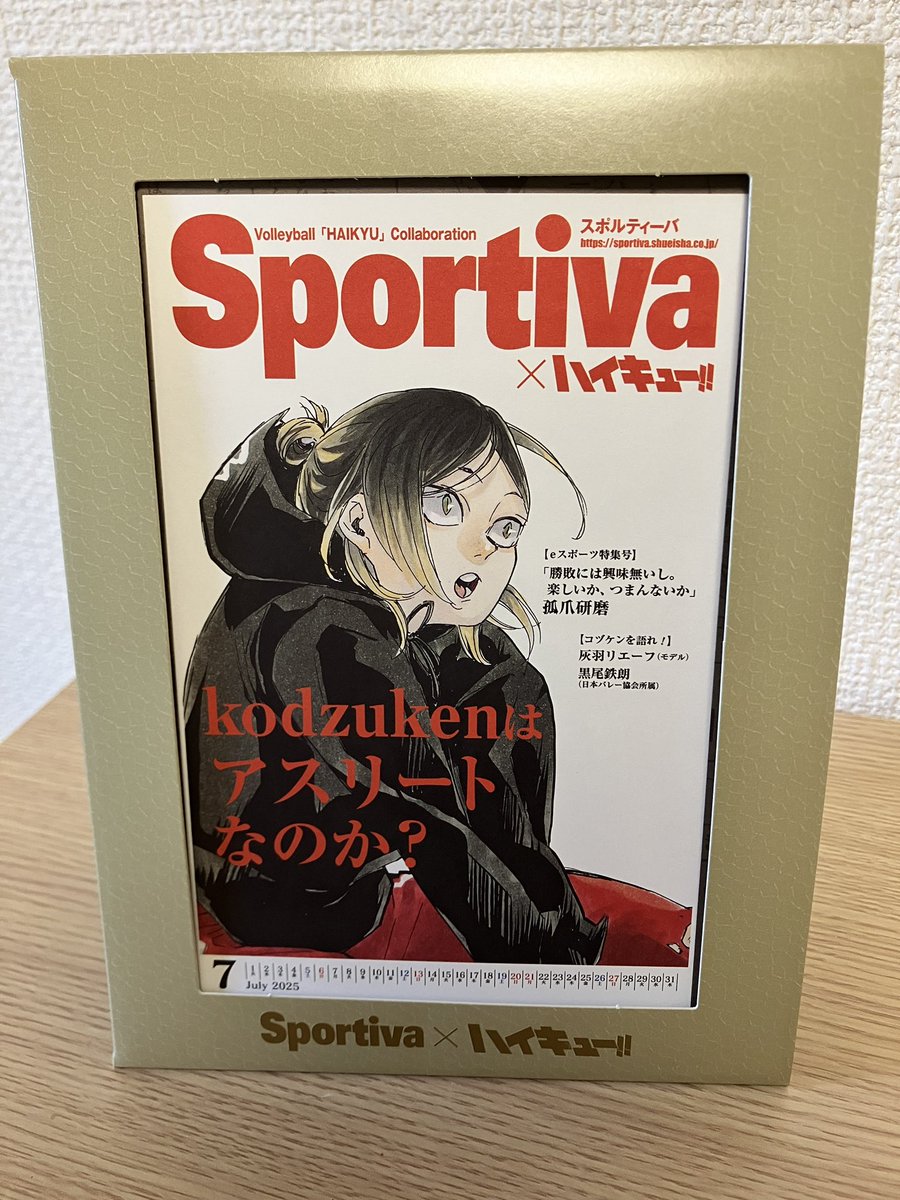 Volleyball「HAIKYU」Collaboration
スポルティーバ
https://sportiva.shueisha.co.jp/
Sportiva
×ハイキュー!!
【eスポーツ特集号】
「勝敗には興味無いし。
楽しいか、つまんないか」
孤爪研磨
【コヅケンを語れ!】
灰羽リエーフ(モデル)
黒尾鉄朗
(日本バレー協会所属)
kodzukenは
アスリート
なのか?
7
July 2025
1 2 3 4 5 6 7 8 9 10 11 12 13 14 15 16 17 18 19 20 21 22 23 24 25 26 27 28 29 30 31
Sportiva×ハイキュー!!